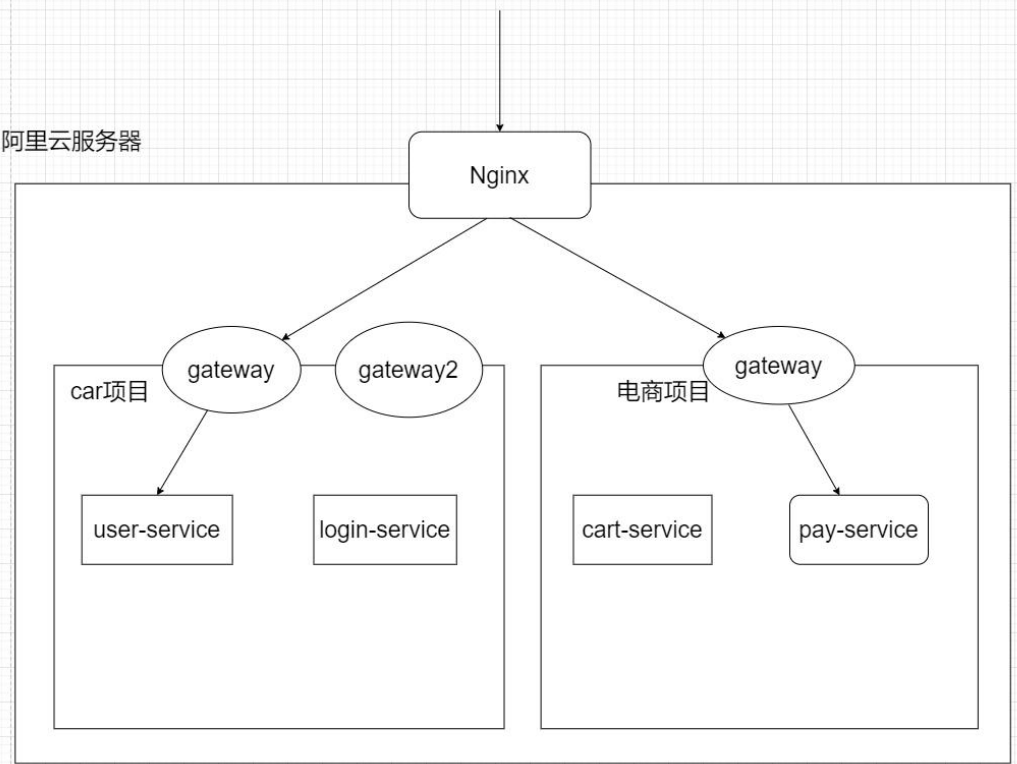 阿里云服务器
Nginx
gateway
gateway2
gateway
car项目
电商项目
user-service
login-service
cart-service
pay-service